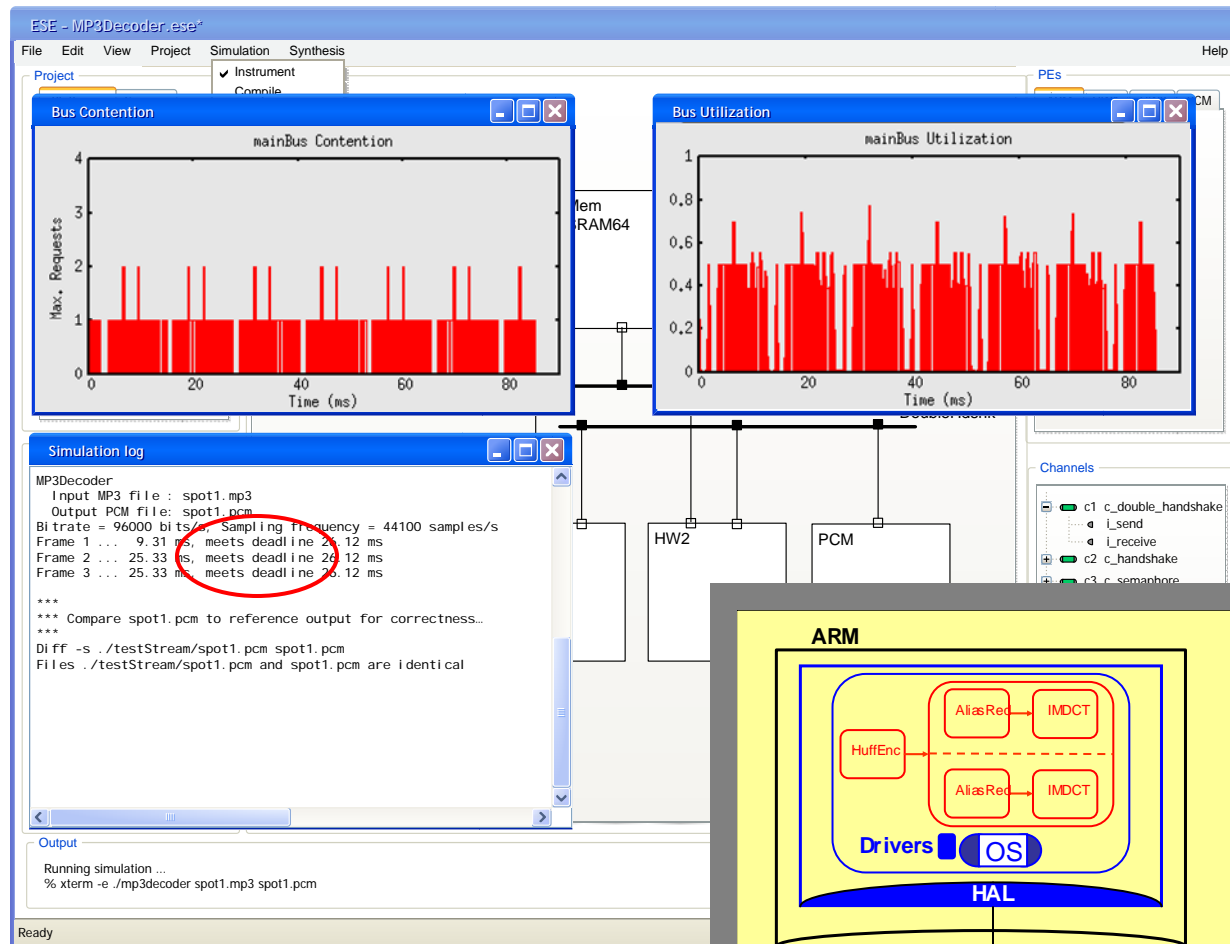 ESE - MP3Decoder.ese*
File Edit View Project Simulation Synthesis Help
Instrument
Compile
Project
PEs
CM
Bus Contention
mainBus Contention
Max. Requests
4
3
2
1
0
0 20 40 60 80
Time (ms)
Mem
BRAM64
Bus Utilization
mainBus Utilization
1
0.8
0.6
0.4
0.2
0
0 20 40 60 80
Time (ms)
Simulation log
MP3Decoder
Input MP3 file : spot1.mp3
Output PCM file: spot1.pcm
Bitrate = 96000 bits/s, Sampling frequency = 44100 samples/s
Frame 1 ... 9.31 ms, meets deadline 26.12 ms
Frame 2 ... 25.33 ms, meets deadline 26.12 ms
Frame 3 ... 25.33 ms, meets deadline 26.12 ms
***
*** Compare spot1.pcm to reference output for correctness…
***
Diff -s ./testStream/spot1.pcm spot1.pcm
Files ./testStream/spot1.pcm and spot1.pcm are identical
HW2
PCM
Channels
c1 c_double_handshake
i_send
i_receive
c2 c_handshake
c3 c_semaphore
ARM
AliasRed
IMDCT
HuffEnc
AliasRed
IMDCT
Drivers
OS
HAL
Output
Running simulation ...
% xterm -e ./mp3decoder spot1.mp3 spot1.pcm
Ready